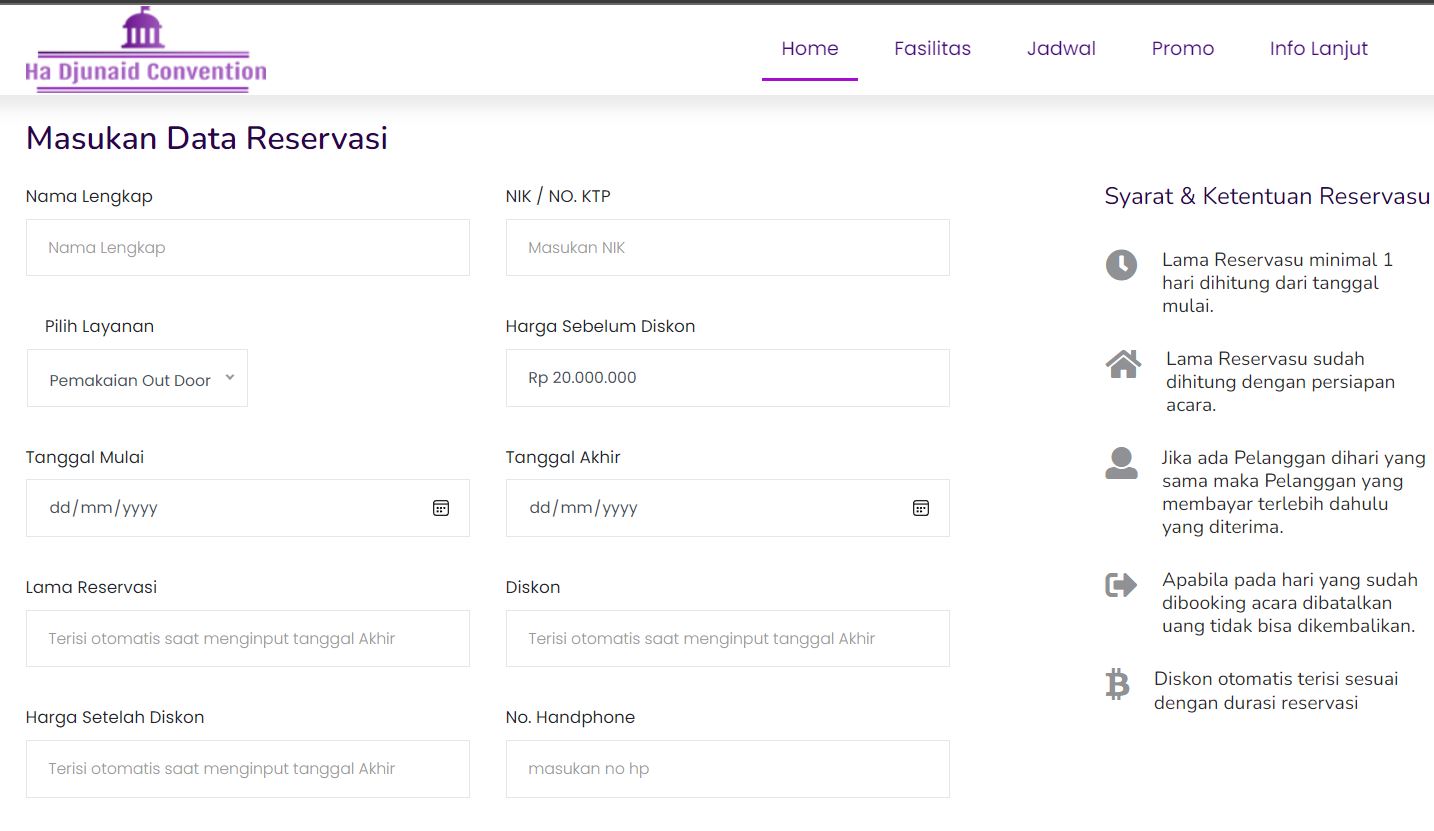 Ha Djunaid Convention
Home
Fasilitas
Jadwal
Promo
Info Lanjut
Masukan Data Reservasi
Nama Lengkap
Nama Lengkap
NIK / NO. KTP
Masukan NIK
Pilih Layanan
Pemakaian Out Door
Harga Sebelum Diskon
Rp 20.000.000
Tanggal Mulai
dd/mm/yyyy
Tanggal Akhir
dd/mm/yyyy
Lama Reservasi
Terisi otomatis saat menginput tanggal Akhir
Diskon
Terisi otomatis saat menginput tanggal Akhir
Harga Setelah Diskon
Terisi otomatis saat menginput tanggal Akhir
No. Handphone
masukan no hp
Syarat & Ketentuan Reservasu
Lama Reservasu minimal 1
hari dihitung dari tanggal
mulai.
Lama Reservasu sudah
dihitung dengan persiapan
acara.
Jika ada Pelanggan dihari yang
sama maka Pelanggan yang
membayar terlebih dahulu
yang diterima.
Apabila pada hari yang sudah
dibooking acara dibatalkan
uang tidak bisa dikembalikan.
Diskon otomatis terisi sesuai
dengan durasi reservasi